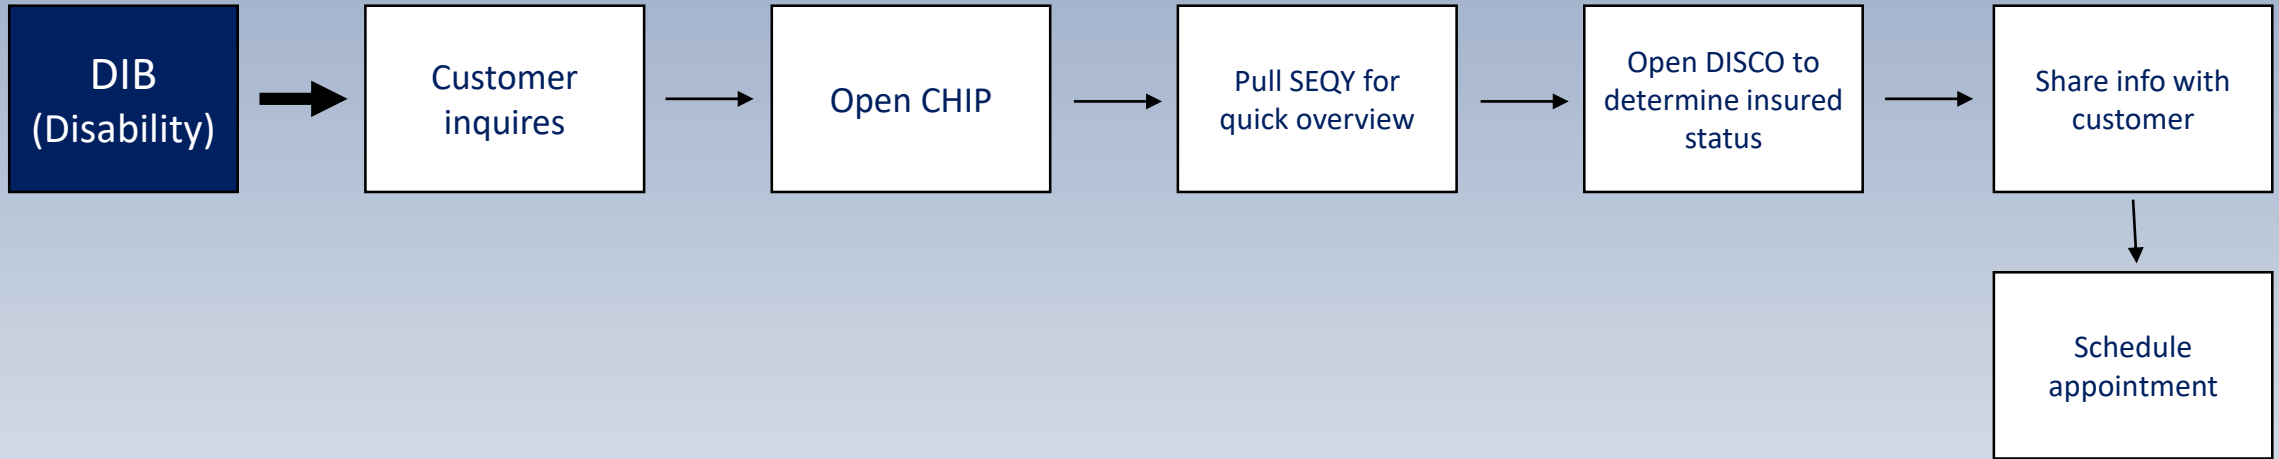 DIB
(Disability)
Customer
inquires
Open CHIP
Pull SEQY for
quick overview
Open DISCO to
determine insured
status
Share info with
customer
Schedule
appointment